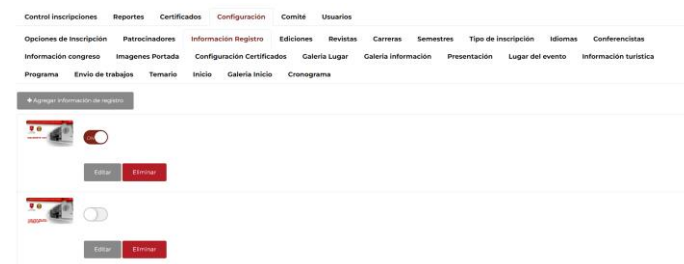 Control inscripciones Reportes Certificados Configuración Comité Usuarios
Opciones de Inscripción Patrocinadores Información Registro Ediciones Revistas Carreras Semestres Tipo de inscripción Idiomas Conferencistas
Información congreso Imagenes Portada Configuración Certificados Galería Lugar Galería información Presentación Lugar del evento Información turística
Programa Envio de trabajos Temario Inicio Galeria Inicio Cronograma
+Agregar información de registro
Editar Eliminar
Editar Eliminar